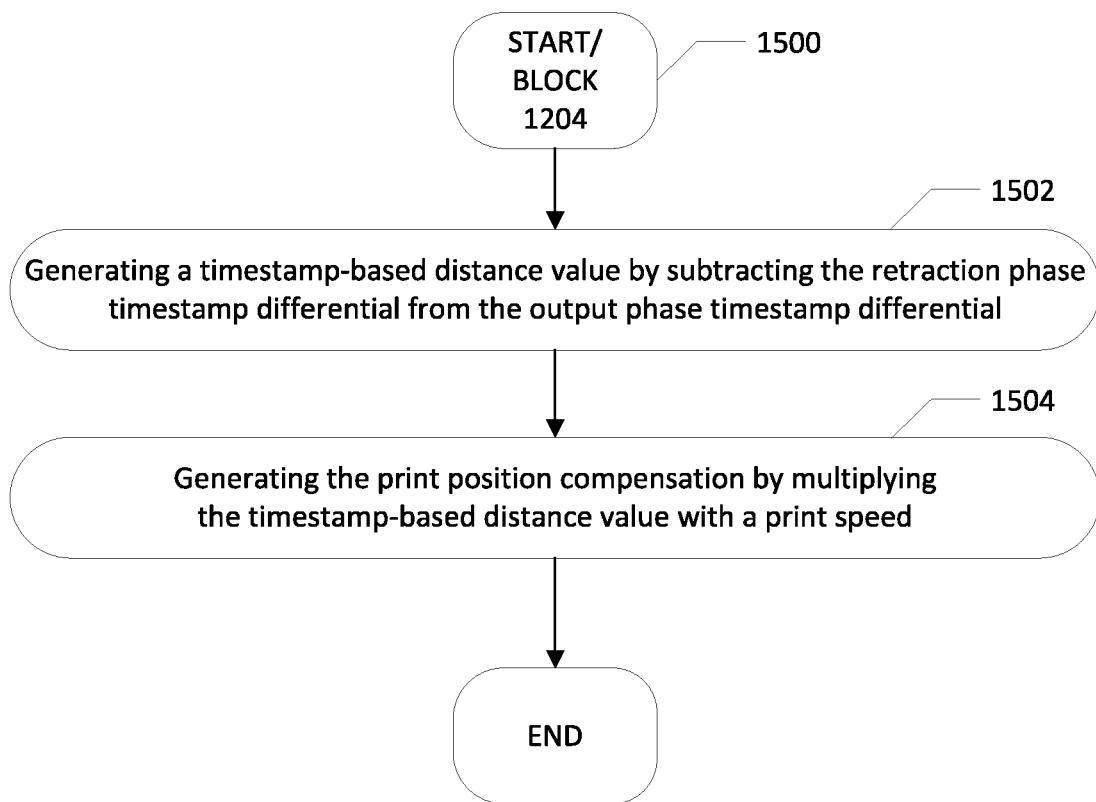 START/
BLOCK
1204
1500
1502
Generating a timestamp-based distance value by subtracting the retraction phase
timestamp differential from the output phase timestamp differential
1504
Generating the print position compensation by multiplying
the timestamp-based distance value with a print speed
END